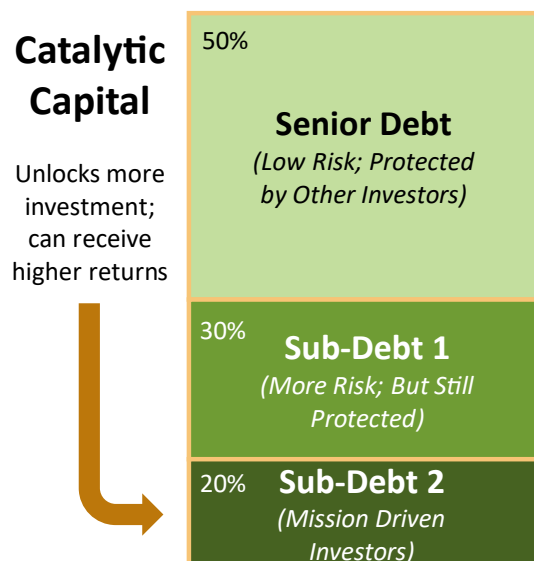 Catalytic
Capital
Unlocks more
investment;
can receive
higher returns
50%
Senior Debt
(Low Risk; Protected
by Other Investors)
30%
Sub-Debt 1
(More Risk; But Still
Protected)
20%
Sub-Debt 2
(Mission Driven
Investors)